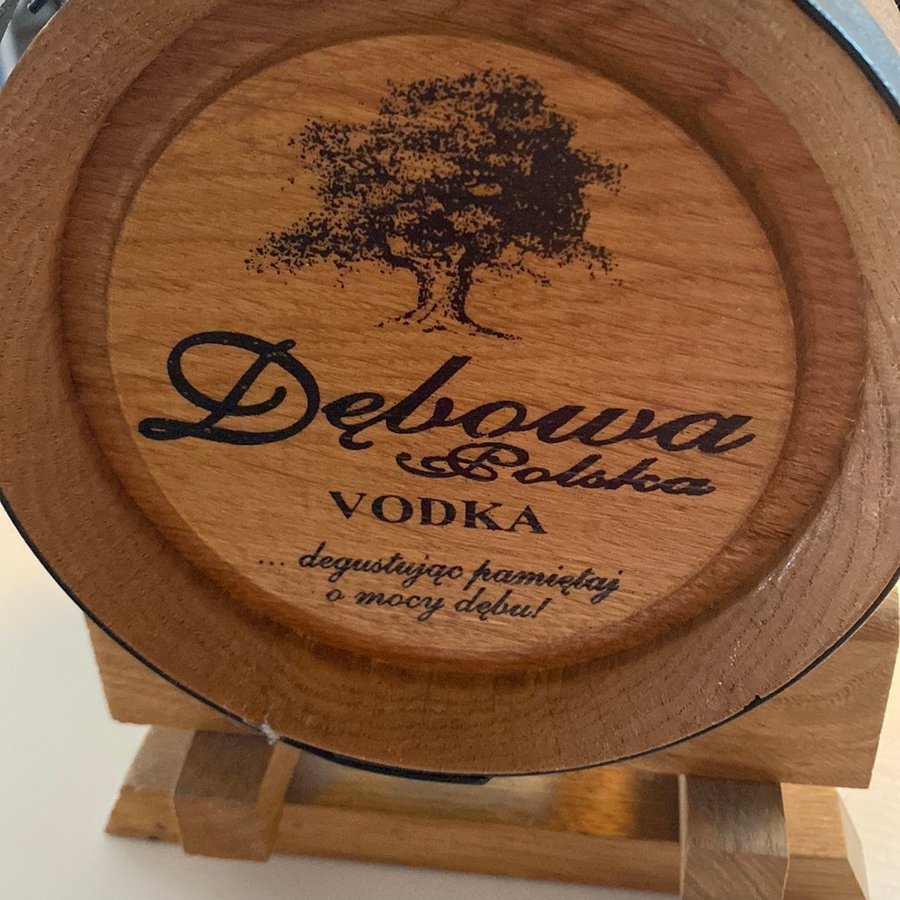 Dębowa
Polska
VODKA
... degustując pamiętaj
o mocy dębu!